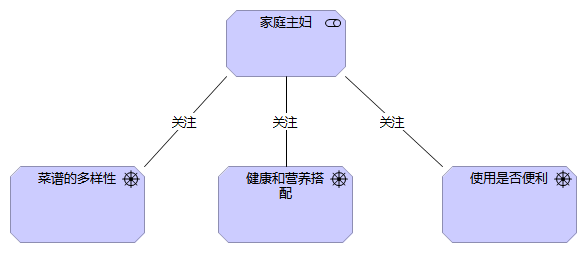 家庭主妇
关注
关注
关注
菜谱的多样性
健康和营养搭
配
使用是否便利